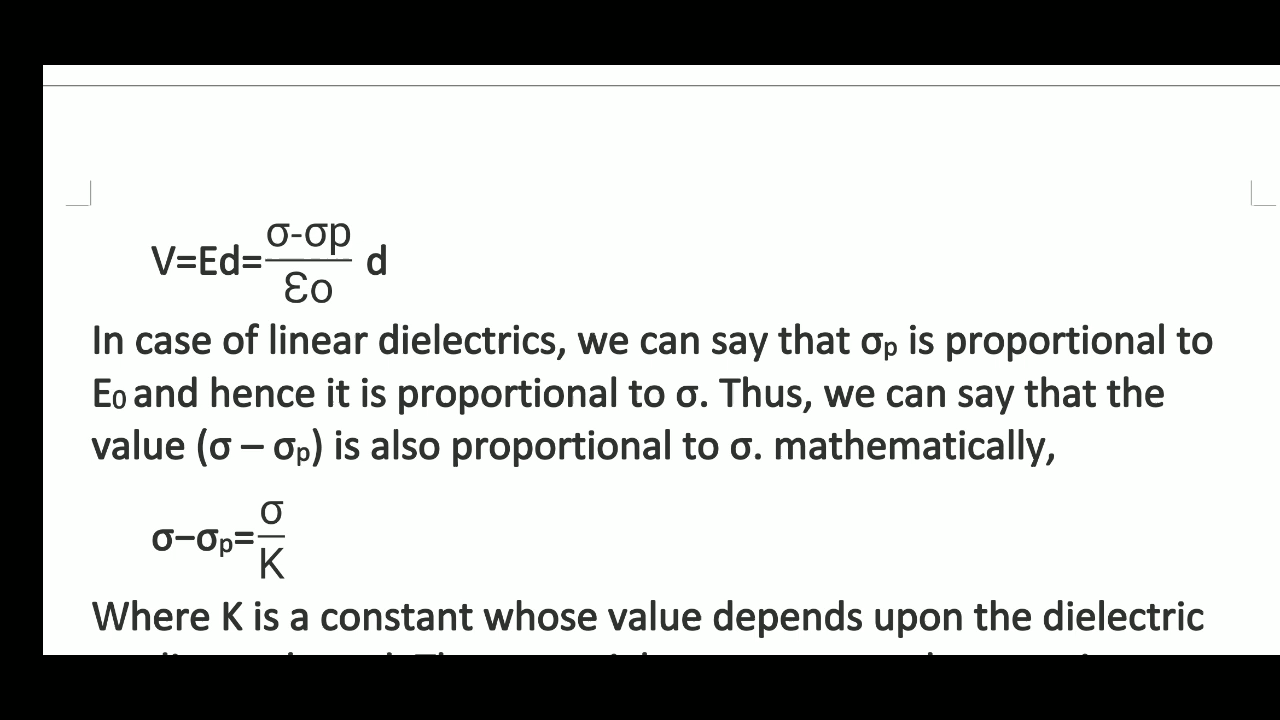 V=Ed=σ-σp/Ɛo d
In case of linear dielectrics, we can say that σₚ is proportional to
E₀ and hence it is proportional to σ. Thus, we can say that the
value (σ – σₚ) is also proportional to σ. mathematically,
σ−σₚ=σ/K
Where K is a constant whose value depends upon the dielectric